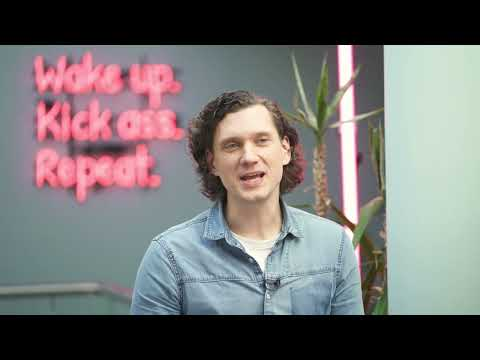 Wake up.
Kick ass.
Repeat.